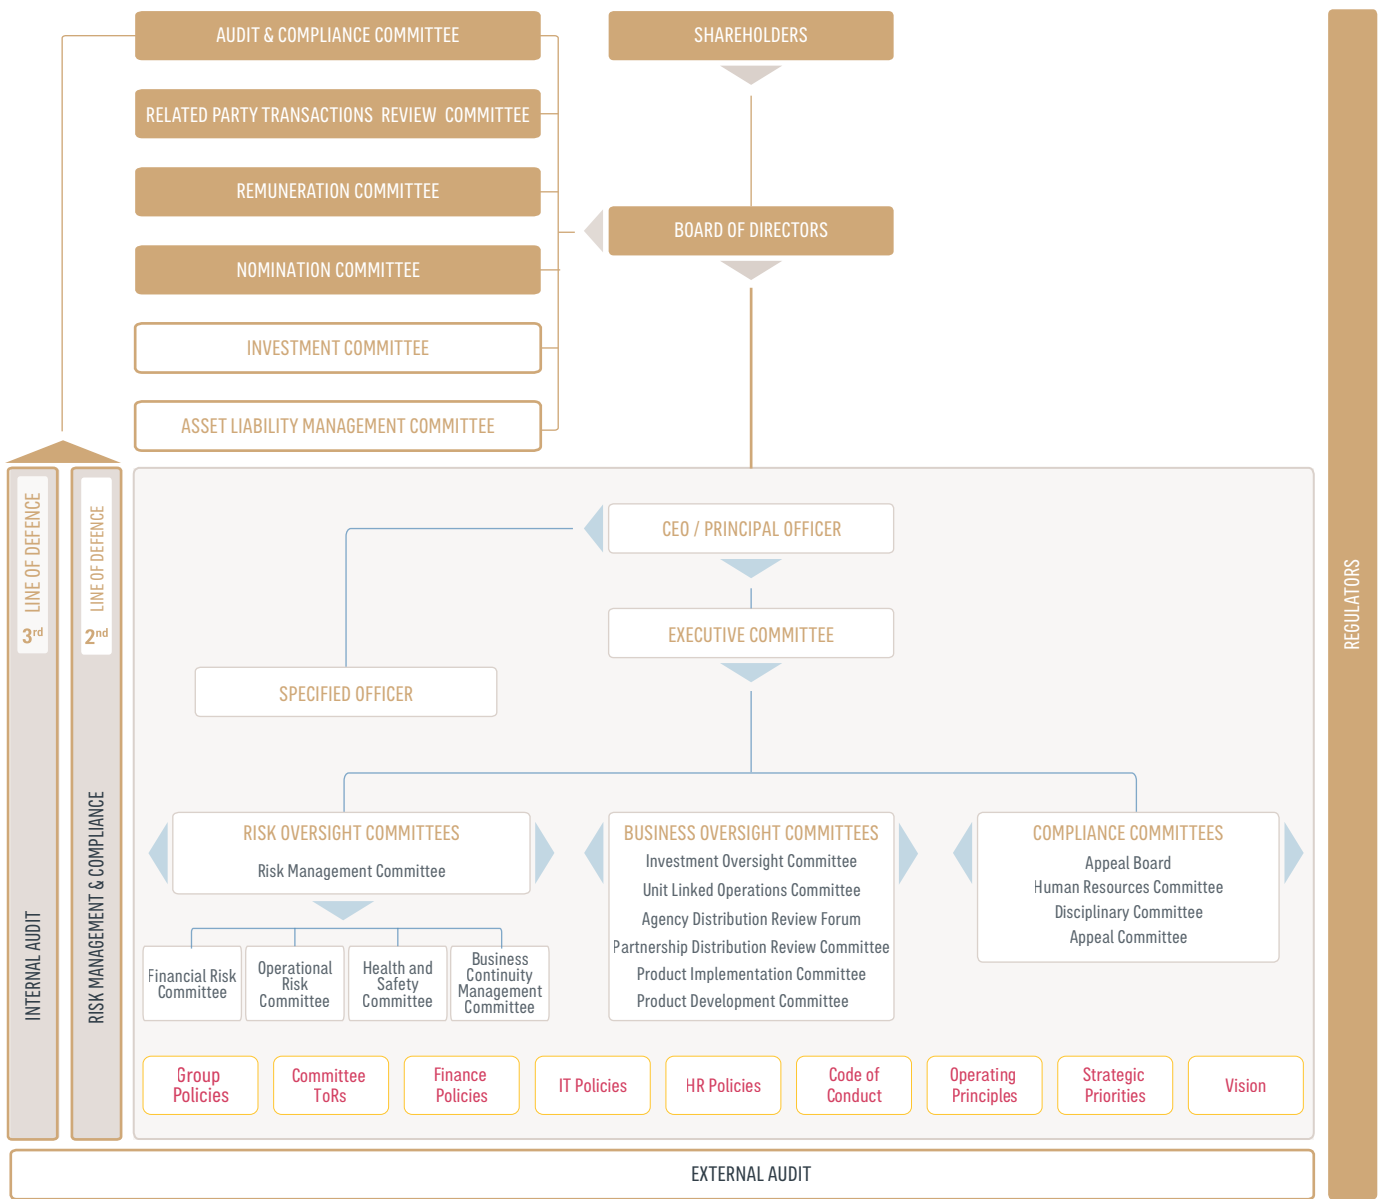 AUDIT & COMPLIANCE COMMITTEE
SHAREHOLDERS
RELATED PARTY TRANSACTIONS REVIEW COMMITTEE
REMUNERATION COMMITTEE
BOARD OF DIRECTORS
NOMINATION COMMITTEE
INVESTMENT COMMITTEE
ASSET LIABILITY MANAGEMENT COMMITTEE
3rd LINE OF DEFENCE
INTERNAL AUDIT
2nd LINE OF DEFENCE
RISK MANAGEMENT & COMPLIANCE
CEO / PRINCIPAL OFFICER
EXECUTIVE COMMITTEE
SPECIFIED OFFICER
RISK OVERSIGHT COMMITTEES
Risk Management Committee
Financial Risk
Committee
Operational
Risk
Committee
Health and
Safety
Committee
Business
Continuity
Management
Committee
BUSINESS OVERSIGHT COMMITTEES
Investment Oversight Committee
Unit Linked Operations Committee
Agency Distribution Review Forum
Partnership Distribution Review Committee
Product Implementation Committee
Product Development Committee
COMPLIANCE COMMITTEES
Appeal Board
Human Resources Committee
Disciplinary Committee
Appeal Committee
Group
Policies
Committee
ToRs
Finance
Policies
IT Policies
HR Policies
Code of
Conduct
Operating
Principles
Strategic
Priorities
Vision
EXTERNAL AUDIT
REGULATORS